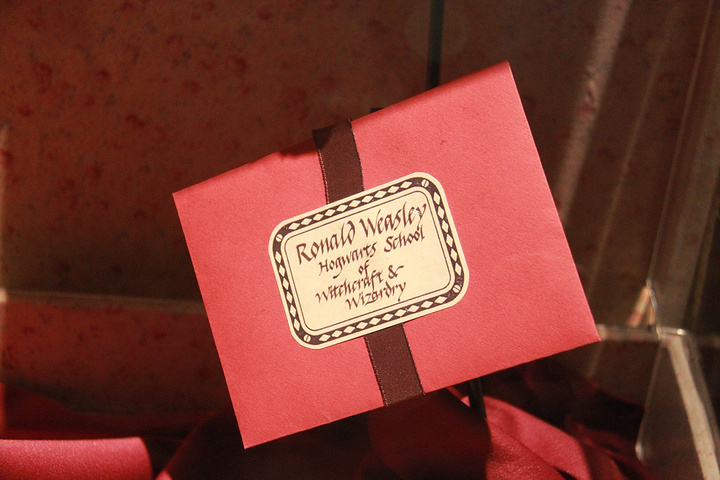 Ronald Weasley
Hogwarts School
of
Witchcraft &
Wizardry